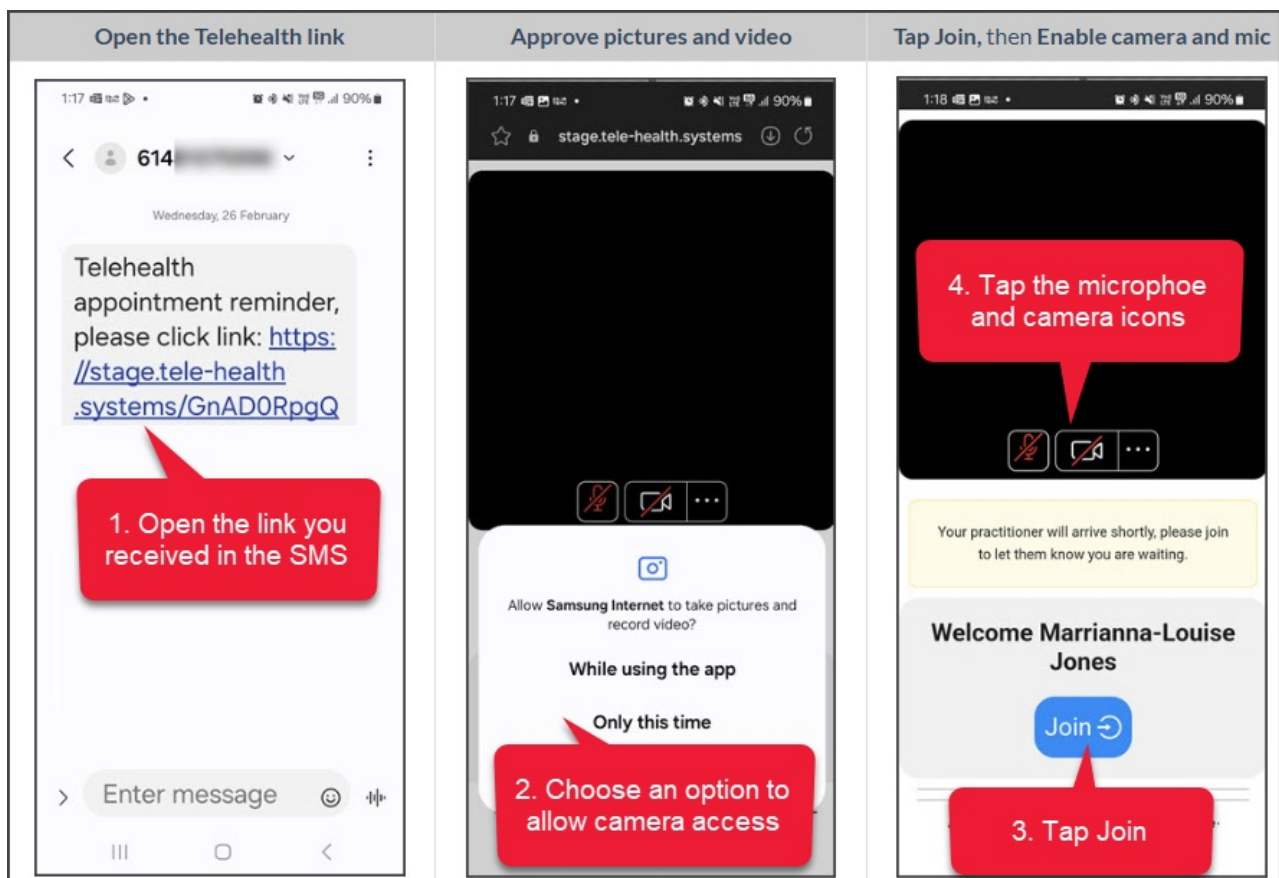 Open the Telehealth link
Approve pictures and video
Tap Join, then Enable camera and mic
1:17
90%
614
Wednesday, 26 February
Telehealth
appointment reminder,
please click link: https:
//stage.tele-health
.systems/GnAD0RpgQ
1. Open the link you
received in the SMS
Enter message
1:17
90%
stage.tele-health.systems
Allow Samsung Internet to take pictures and
record video?
While using the app
Only this time
2. Choose an option to
allow camera access
1:18
90%
4. Tap the microphoe
and camera icons
Your practitioner will arrive shortly, please join
to let them know you are waiting.
Welcome Marrianna-Louise
Jones
Join
3. Tap Join